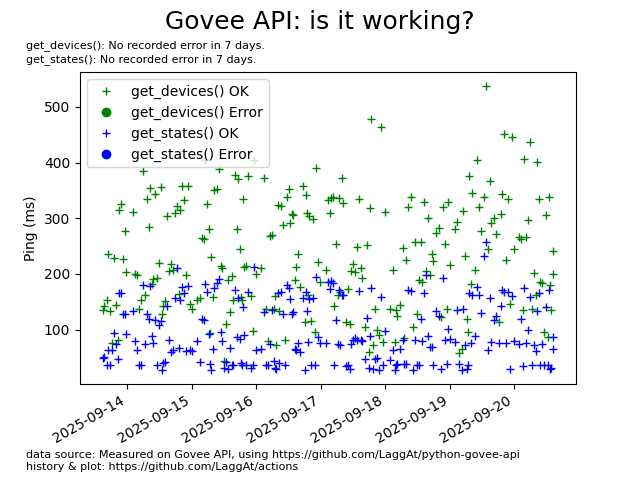 Govee API: is it working?
get_devices(): No recorded error in 7 days.
get_states(): No recorded error in 7 days.
get_devices() OK
get_devices() Error
get_states() OK
get_states() Error
500
400
300
200
100
Ping (ms)
2025-09-14
2025-09-15
2025-09-16
2025-09-17
2025-09-18
2025-09-19
2025-09-20
data source: Measured on Govee API, using https://github.com/LaggAt/python-govee-api
history & plot: https://github.com/LaggAt/actions